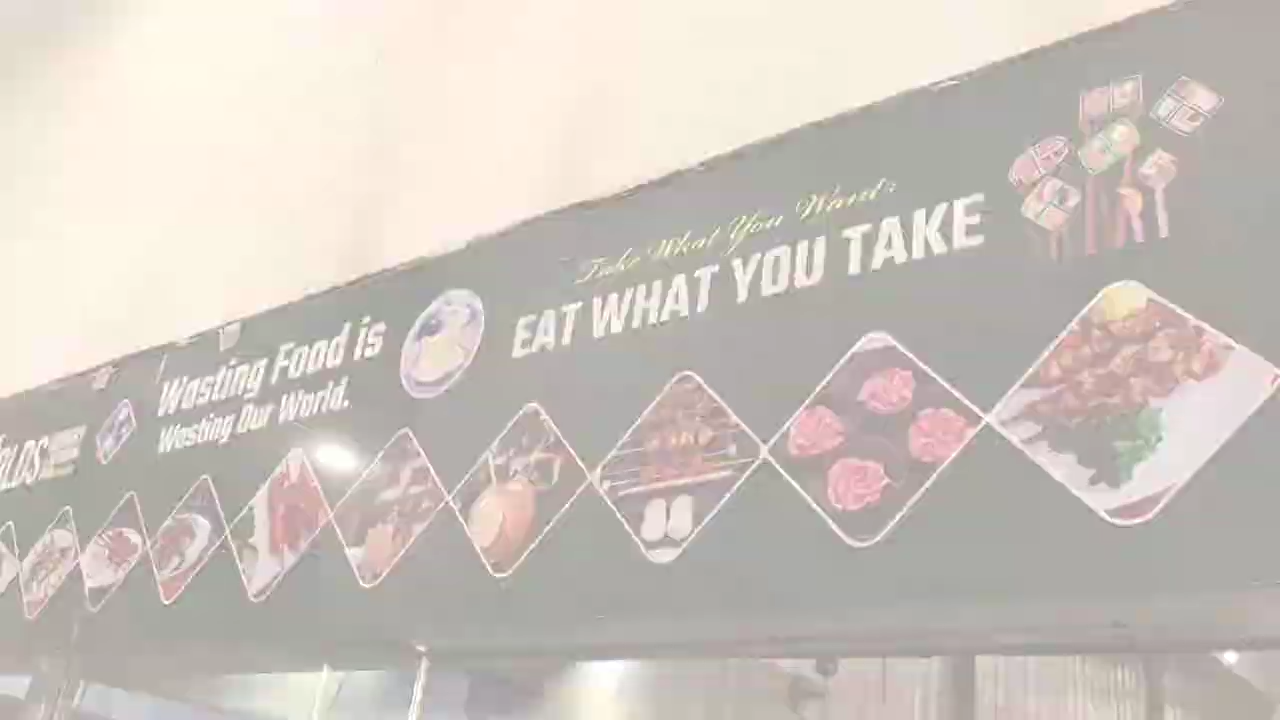 Wasting Food is
Wasting Our World.
Take What You Want's
EAT WHAT YOU TAKE